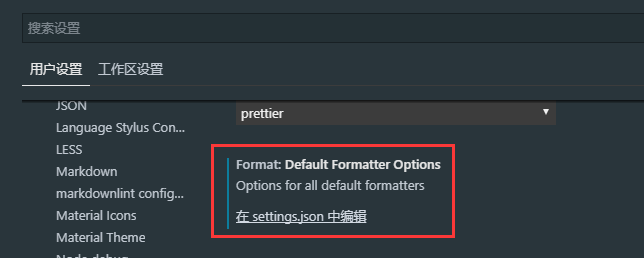 搜索设置
用户设置 工作区设置
JSON
Language Stylus Con...
LESS
Markdown
markdownlint config...
Material Icons
Material Theme
Node debug
prettier
Format: Default Formatter Options
Options for all default formatters
在 settings.json 中编辑